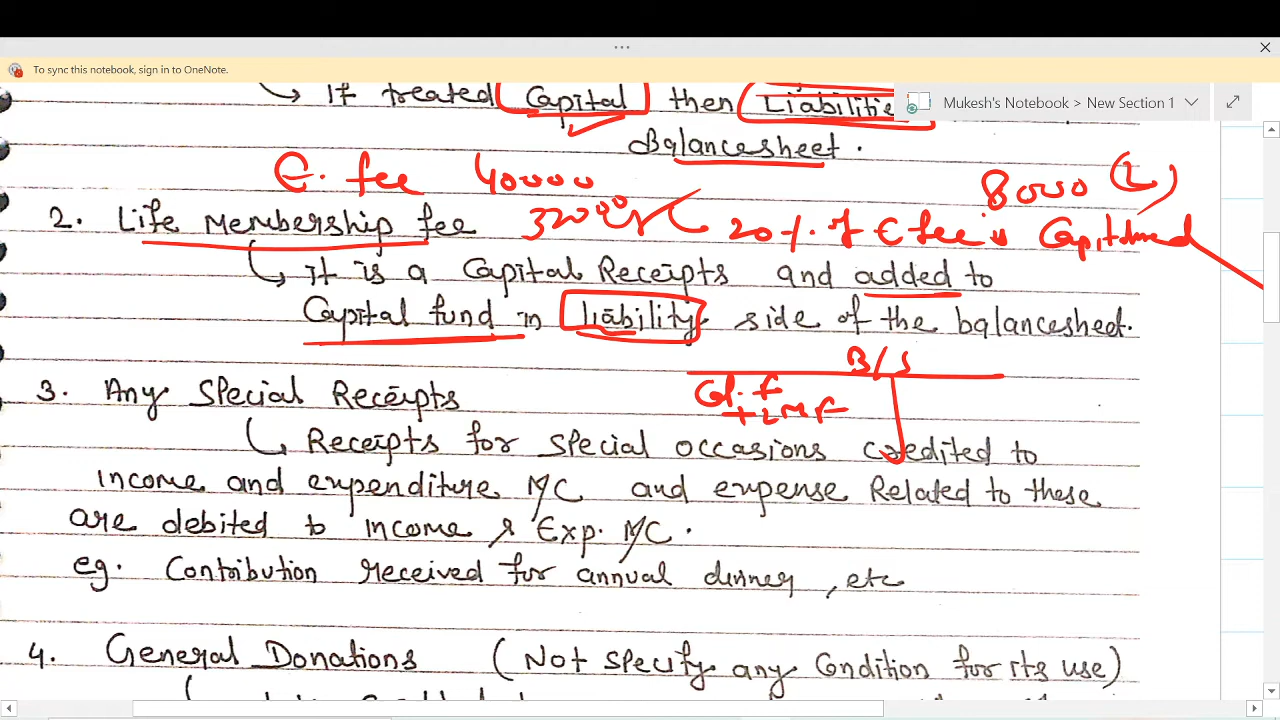 To sync this notebook, sign in to OneNote.
Mukesh's Notebook > New Section 1
↳ If treated Capital then Liabilities
Balancesheet.
E. fee 40000
8000 (L)
2. Life Membership fee 32000 20%. of E fee is Capitalised
↳ it is a Capital Receipts and added to
Capital fund in liability side of the balancesheet.
B/S
3. Any Special Receipts
Cap. f
+ LMF
↳ Receipts for special occasions credited to
income and expenditure A/C and expense Related to these
are debited to income & Exp. A/C.
eg. Contribution received for annual dinner, etc
4. General Donations (Not specify any Condition for its use)